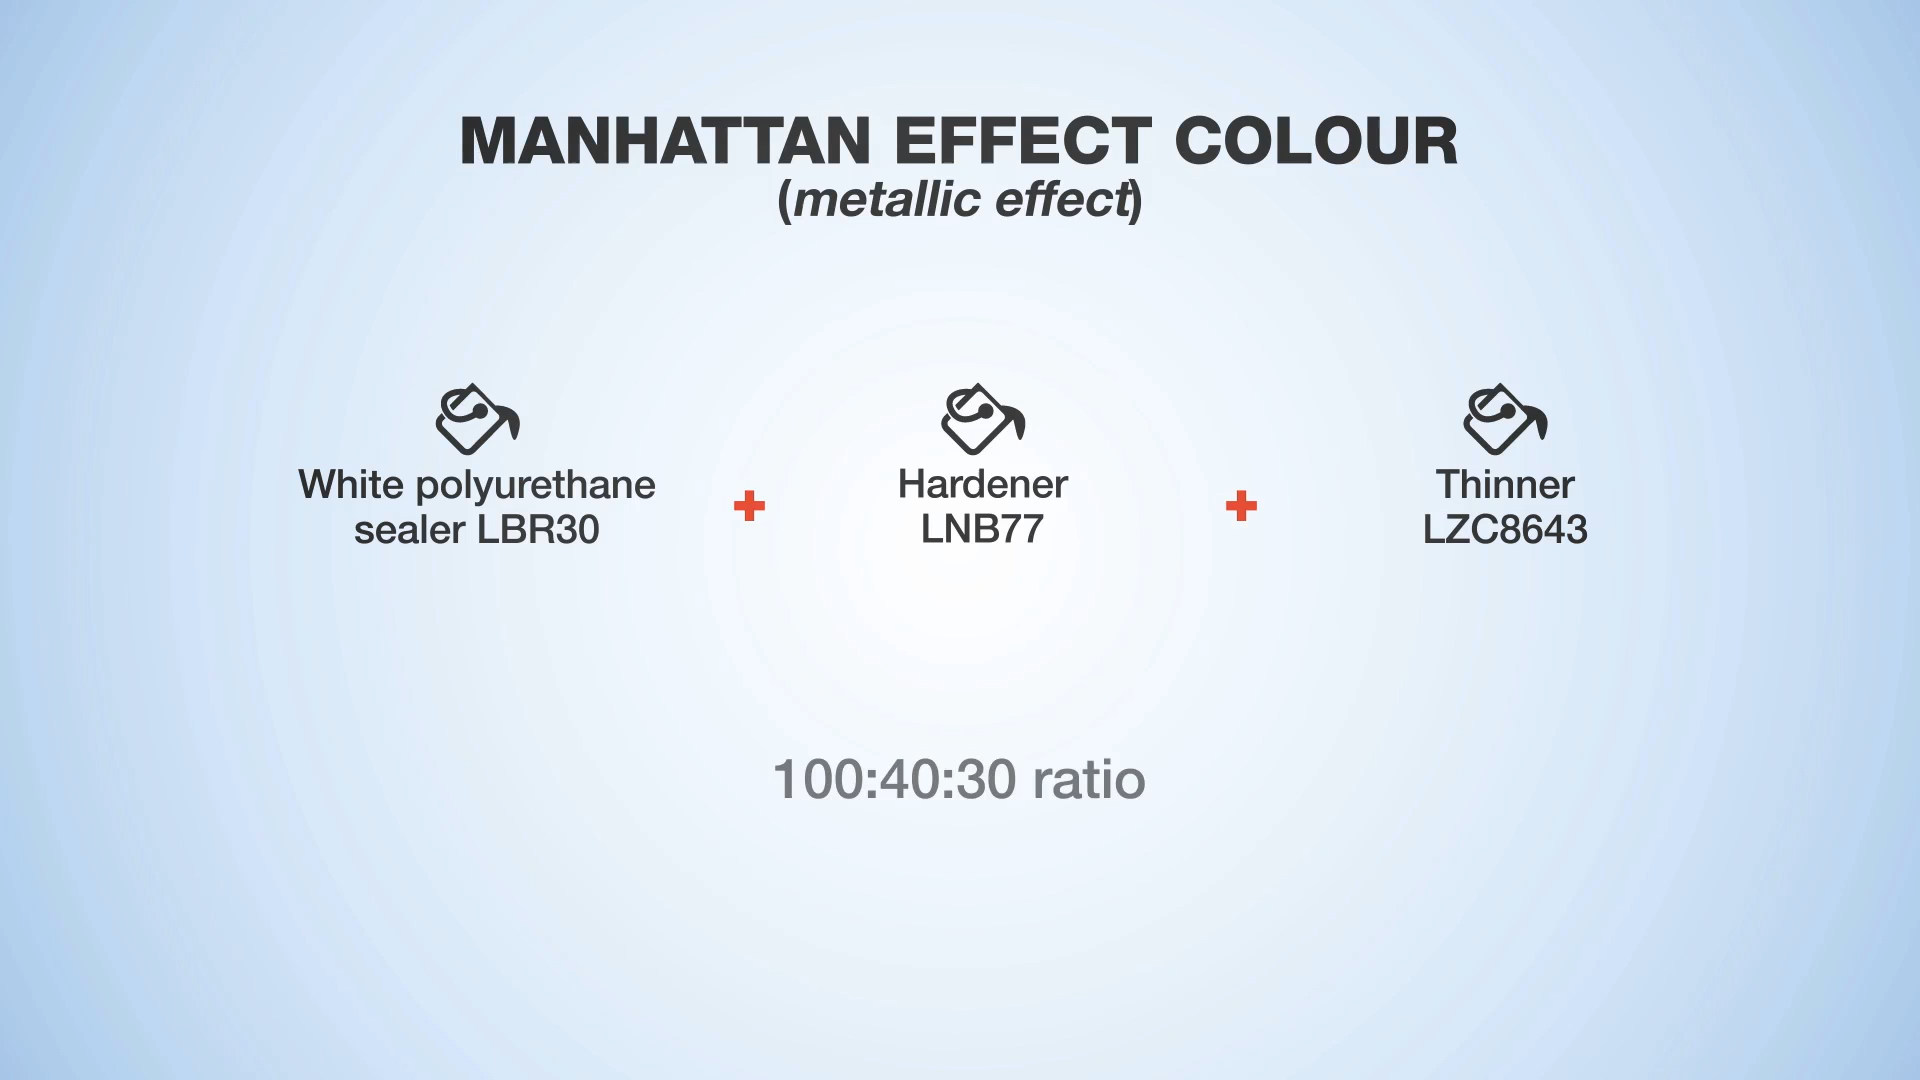 MANHATTAN EFFECT COLOUR
(metallic effect)
White polyurethane
sealer LBR30
+
Hardener
LNB77
+
Thinner
LZC8643
100:40:30 ratio